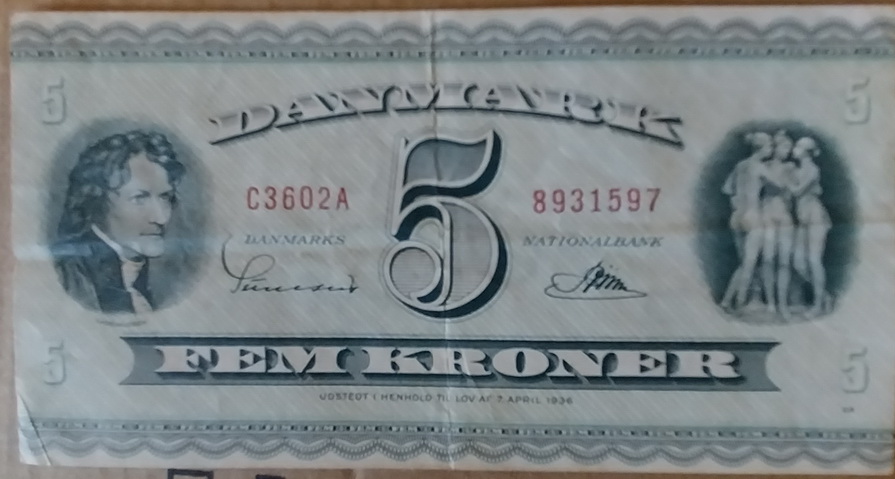 5 5
DANMARK
5
C3602A 8931597
DANMARKS NATIONALBANK
5 5
FEM KRONER
UDSTEDT I HENHOLD TIL LOV AF 7 APRIL 1936